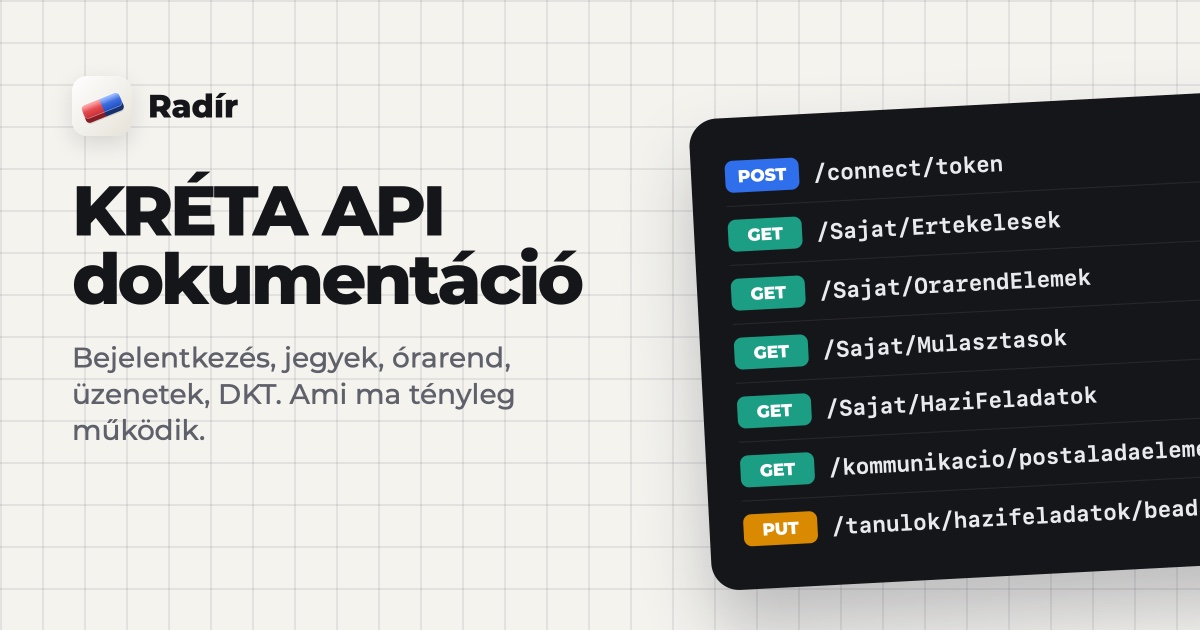 Radír
KRÉTA API
dokumentáció
Bejelentkezés, jegyek, órarend,
üzenetek, DKT. Ami ma tényleg
működik.
POST /connect/token
GET /Sajat/Ertekelesek
GET /Sajat/OrarendElemek
GET /Sajat/Mulasztasok
GET /Sajat/HaziFeladatok
GET /kommunikacio/postaladaeleme
PUT /tanulok/hazifeladatok/bead